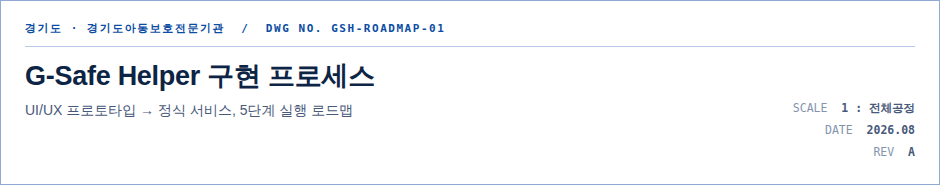 경기도 · 경기도아동보호전문기관 / DWG NO. GSH-ROADMAP-01
G-Safe Helper 구현 프로세스
UI/UX 프로토타입 → 정식 서비스, 5단계 실행 로드맵
SCALE 1 : 전체공정
DATE 2026.08
REV A